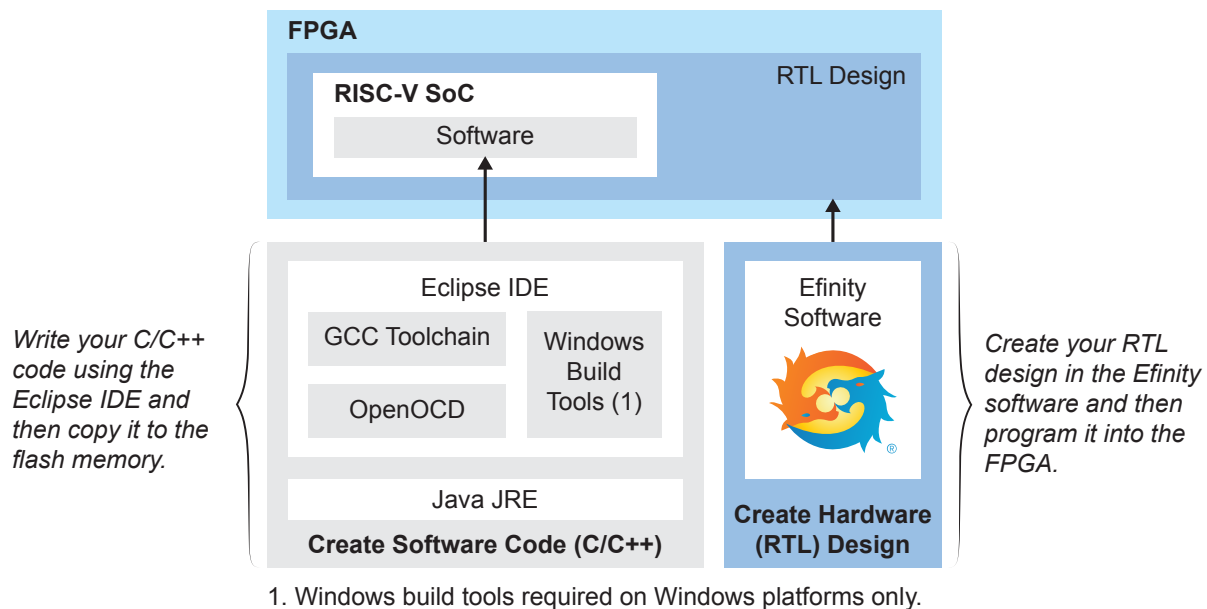 FPGA
RTL Design
RISC-V SoC
Software
Write your C/C++
code using the
Eclipse IDE and
then copy it to the
flash memory.
Eclipse IDE
GCC Toolchain
OpenOCD
Windows
Build
Tools (1)
Java JRE
Create Software Code (C/C++)
Efinity
Software
®
Create Hardware
(RTL) Design
Create your RTL
design in the Efinity
software and then
program it into the
FPGA.
1. Windows build tools required on Windows platforms only.